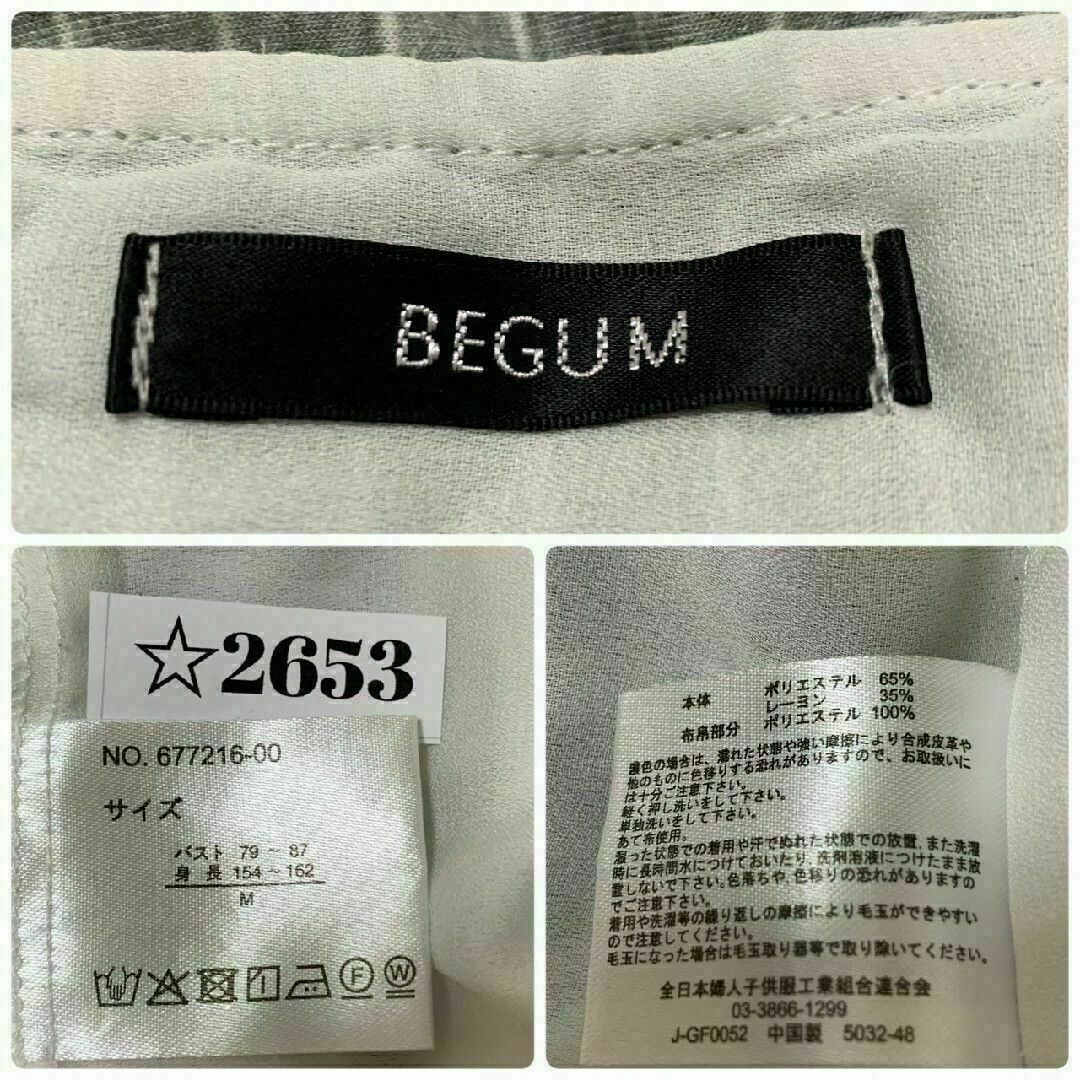 BEGUM
☆2653
NO. 677216-00
サイズ
バスト 79～87
身長 154～162
M
F
W
本体 ポリエステル 65%
レーヨン 35%
布帛部分 ポリエステル 100%
濃色の場合は、濡れた状態や強い摩擦により合成皮革や
他のものに色移りする恐れがありますので、お取扱いに
は十分ご注意下さい。
軽く押し洗いをして下さい。
単独洗いをして下さい。
あて布使用。
湿った状態での着用や汗でぬれた状態での放置、また洗濯
時に長時間水につけておいたり、洗剤溶液につけたまま放
置しないで下さい。色落ちや、色移りの恐れがありますの
でご注意下さい。
着用や洗濯等の繰り返しの摩擦により毛玉ができやすい
ので注意してください。
毛玉になった場合は毛玉取り器等で取り除いてください。
全日本婦人子供服工業組合連合会
03-3866-1299
J-GF0052 中国製 5032-48